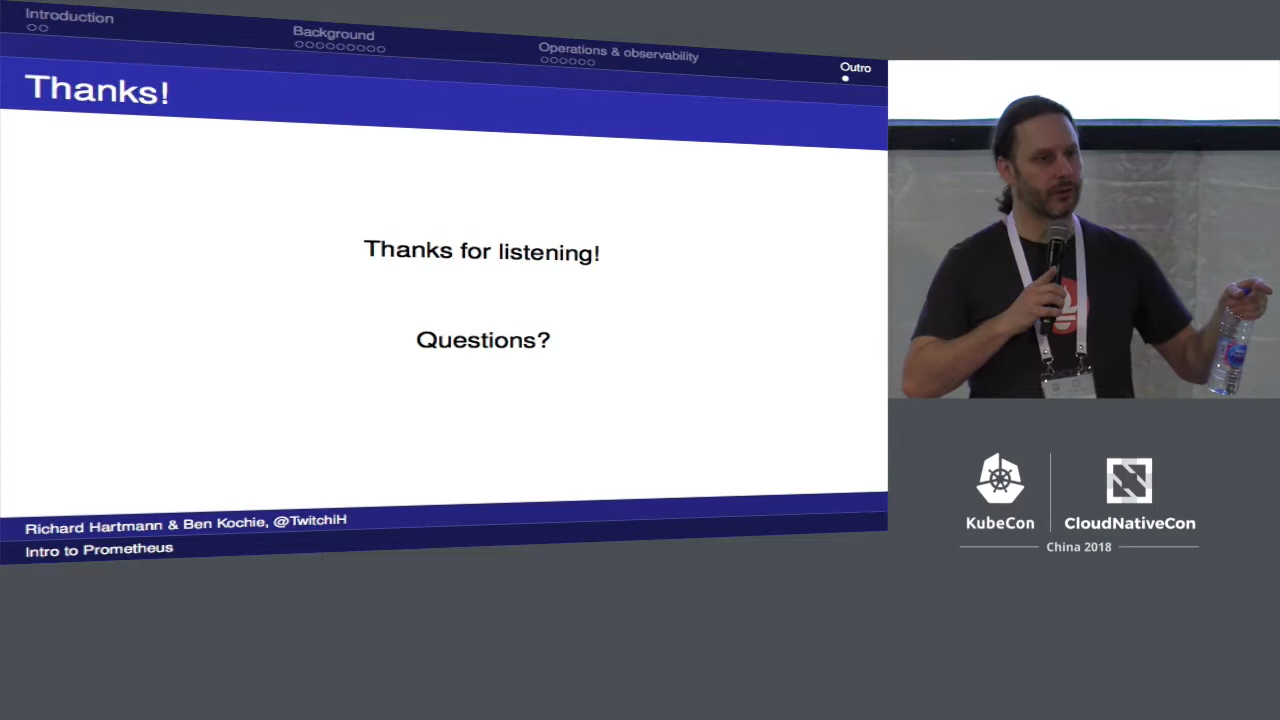 Introduction
Background
Operations & observability
Outro
Thanks!
Thanks for listening!
Questions?
Richard Hartmann & Ben Kochie, @TwitchiH
Intro to Prometheus
KubeCon
CloudNativeCon
China 2018